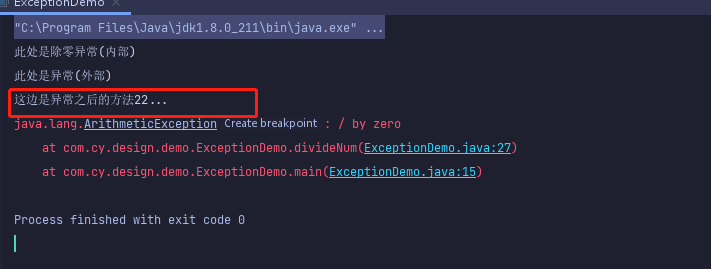 ExceptionDemo
"C:\Program Files\Java\jdk1.8.0_211\bin\java.exe" ...
此处是除零异常(内部)
此处是异常(外部)
这边是异常之后的方法22...
java.lang.ArithmeticException Create breakpoint : / by zero
at com.cy.design.demo.ExceptionDemo.divideNum(ExceptionDemo.java:27)
at com.cy.design.demo.ExceptionDemo.main(ExceptionDemo.java:15)
Process finished with exit code 0